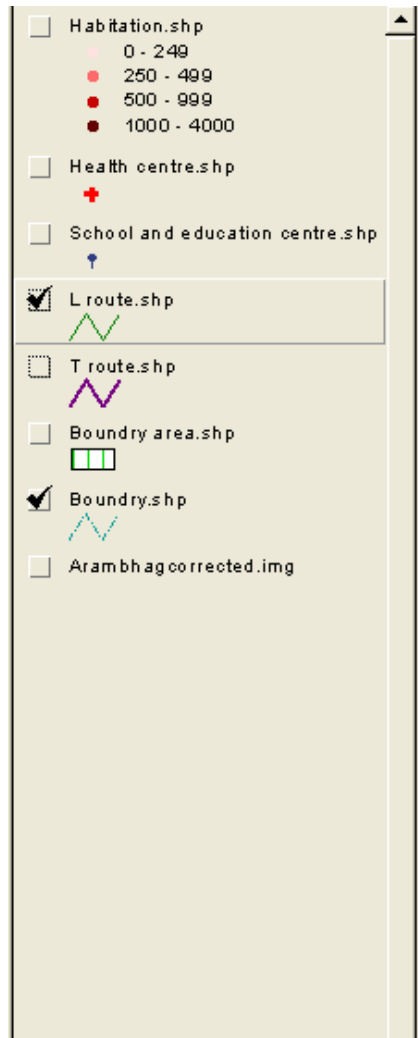 Habitation.shp
0 - 249
250 - 499
500 - 999
1000 - 4000
Health centre.shp
School and education centre.shp
L route.shp
T route.shp
Boundry area.shp
Boundry.shp
Arambhagcorrected.img